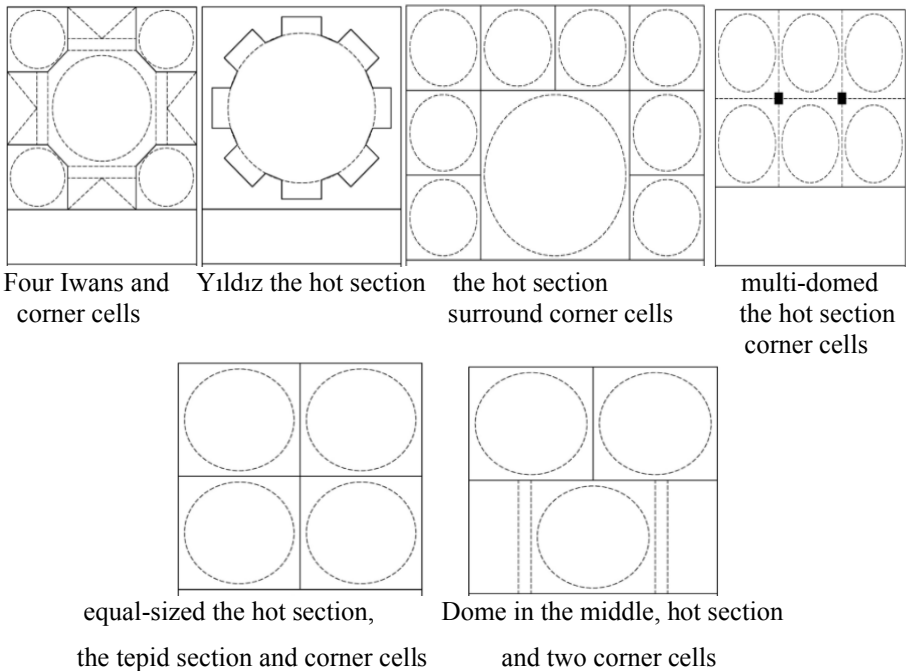 Four Iwans and
corner cells
Yıldız the hot section
the hot section
surround corner cells
multi-domed
the hot section
corner cells
equal-sized the hot section,
the tepid section and corner cells
Dome in the middle, hot section
and two corner cells